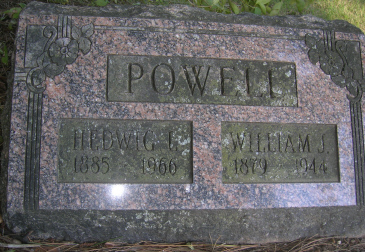 POWELL
HEDWIG L.
1885 1966
WILLIAM J.
1879 1944